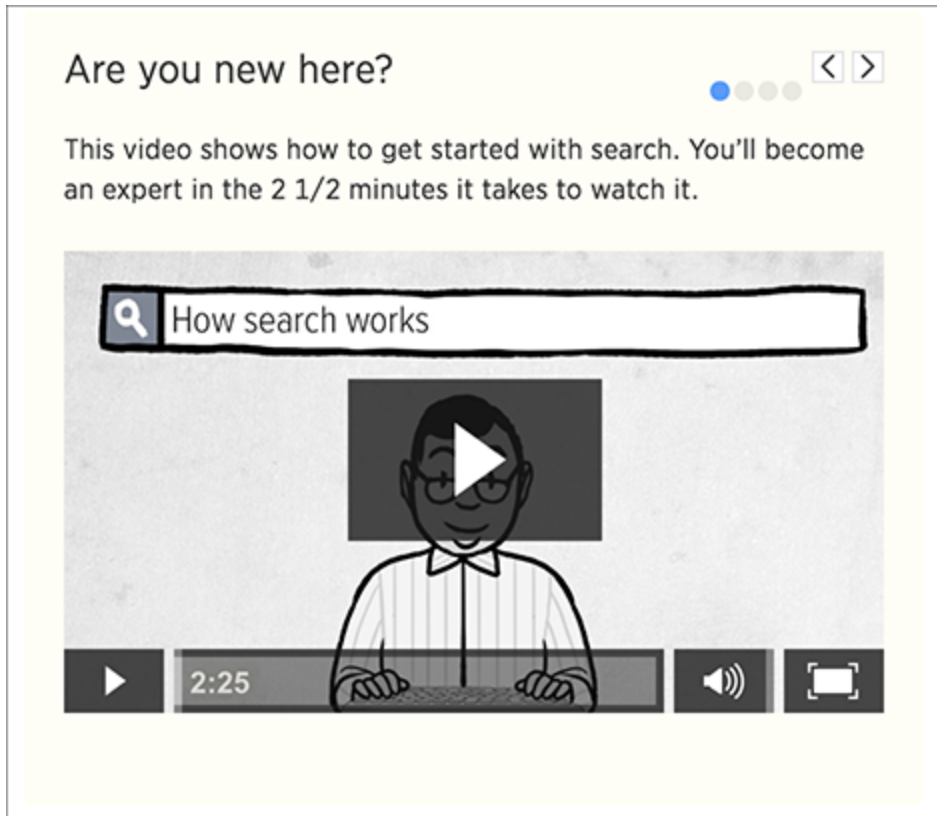 Are you new here?
This video shows how to get started with search. You’ll become
an expert in the 2 1/2 minutes it takes to watch it.
How search works
2:25